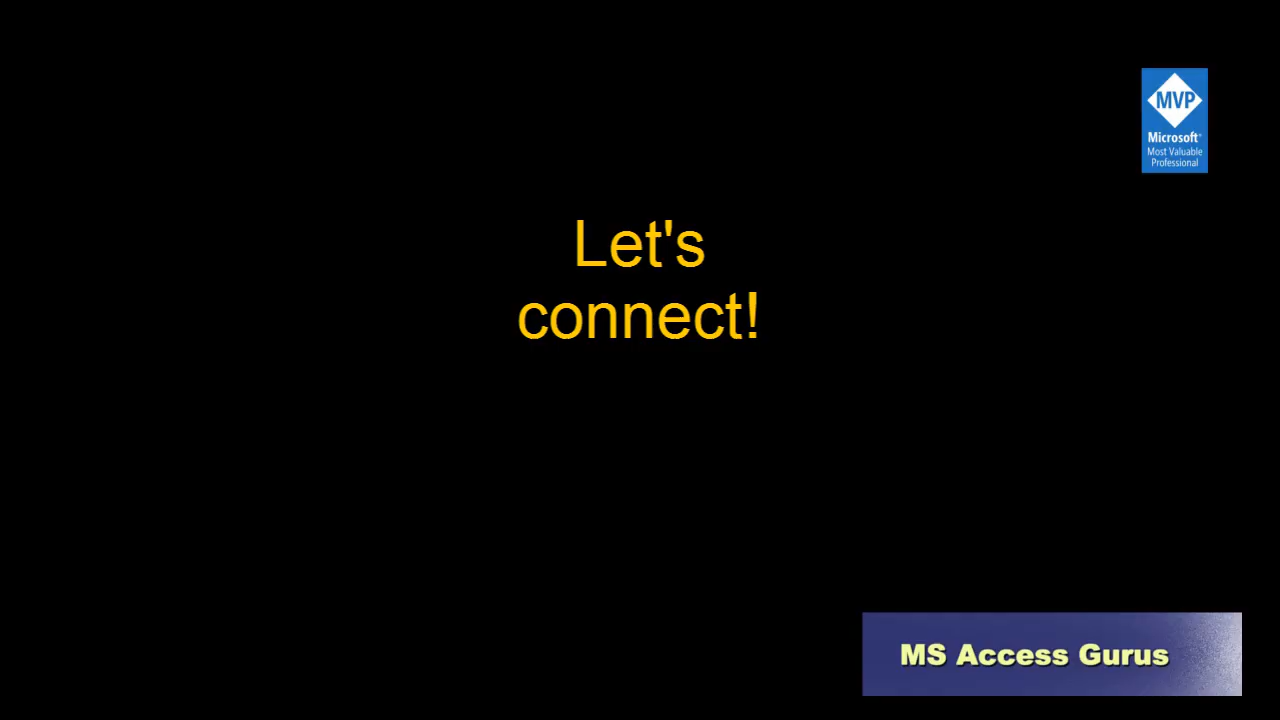 MVP
Microsoft®
Most Valuable
Professional
Let's
connect!
MS Access Gurus